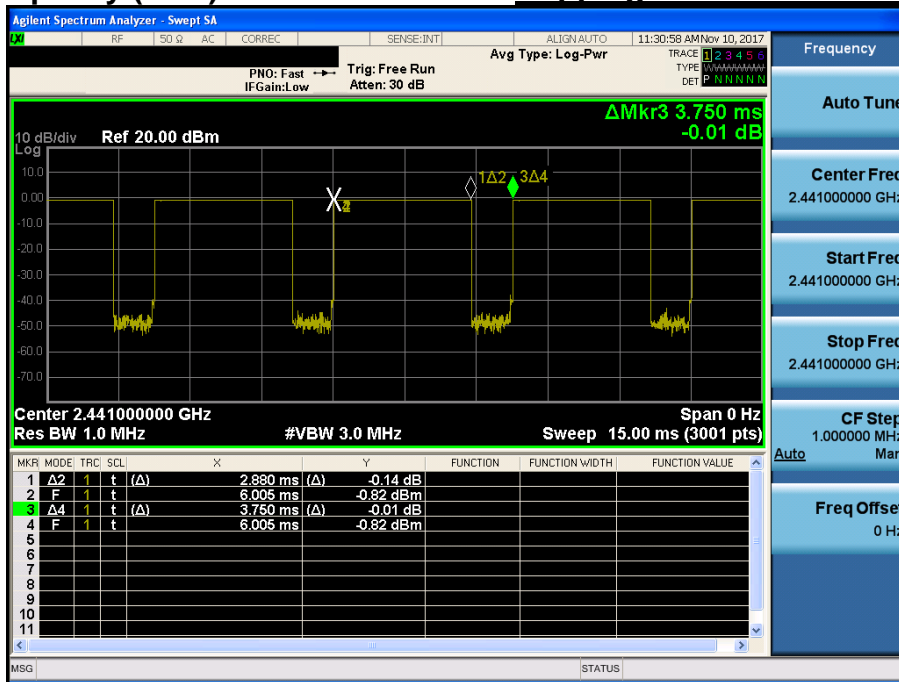 Agilent Spectrum Analyzer - Swept SA
LXI RF 50 Ω AC CORREC SENSE:INT ALIGN AUTO 11:30:58 AM Nov 10, 2017
PNO: Fast
IFGain:Low
Trig: Free Run
Atten: 30 dB
Avg Type: Log-Pwr
TRACE 1 2 3 4 5 6
TYPE WWWWWWW
DET P N N N N N
ΔMkr3 3.750 ms
-0.01 dB
10 dB/div Ref 20.00 dBm
Log
10.0
0.00
-10.0
-20.0
-30.0
-40.0
-50.0
-60.0
-70.0
1Δ2 3Δ4
X
Center 2.441000000 GHz Span 0 Hz
Res BW 1.0 MHz #VBW 3.0 MHz Sweep 15.00 ms (3001 pts)
MKR MODE TRC SCL X Y FUNCTION FUNCTION WIDTH FUNCTION VALUE
1 Δ2 1 t (Δ) 2.880 ms (Δ) -0.14 dB
2 F 1 t 6.005 ms -0.82 dBm
3 Δ4 1 t (Δ) 3.750 ms (Δ) -0.01 dB
4 F 1 t 6.005 ms -0.82 dBm
5
6
7
8
9
10
11
MSG STATUS
Frequency
Auto Tune
Center Freq
2.441000000 GHz
Start Freq
2.441000000 GHz
Stop Freq
2.441000000 GHz
CF Step
1.000000 MHz
Auto Man
Freq Offset
0 Hz